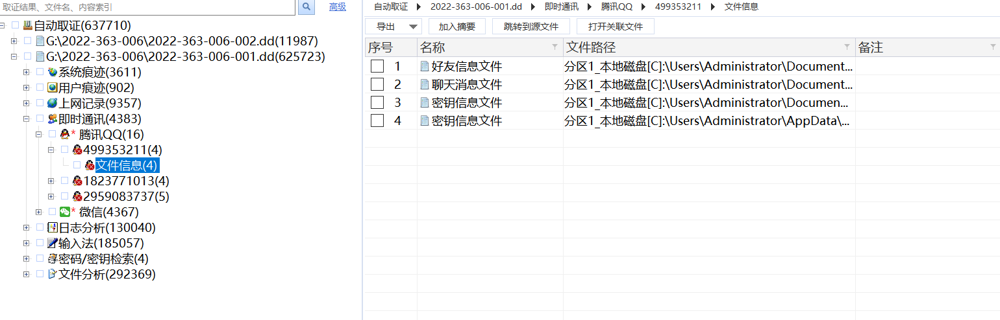 取证结果、文件名、内容索引
高级
自动取证(637710)
G:\2022-363-006\2022-363-006-002.dd(11987)
G:\2022-363-006\2022-363-006-001.dd(625723)
系统痕迹(3611)
用户痕迹(902)
上网记录(9357)
即时通讯(4383)
* 腾讯QQ(16)
499353211(4)
文件信息(4)
1823771013(4)
2959083737(5)
* 微信(4367)
日志分析(130040)
输入法(185057)
密码/密钥检索(4)
文件分析(292369)
自动取证 2022-363-006-001.dd 即时通讯 腾讯QQ 499353211 文件信息
导出 加入摘要 跳转到源文件 打开关联文件
序号 名称 文件路径 备注
1 好友信息文件 分区1_本地磁盘[C]:\Users\Administrator\Document...
2 聊天消息文件 分区1_本地磁盘[C]:\Users\Administrator\Document...
3 密钥信息文件 分区1_本地磁盘[C]:\Users\Administrator\Documen...
4 密钥信息文件 分区1_本地磁盘[C]:\Users\Administrator\AppData\...